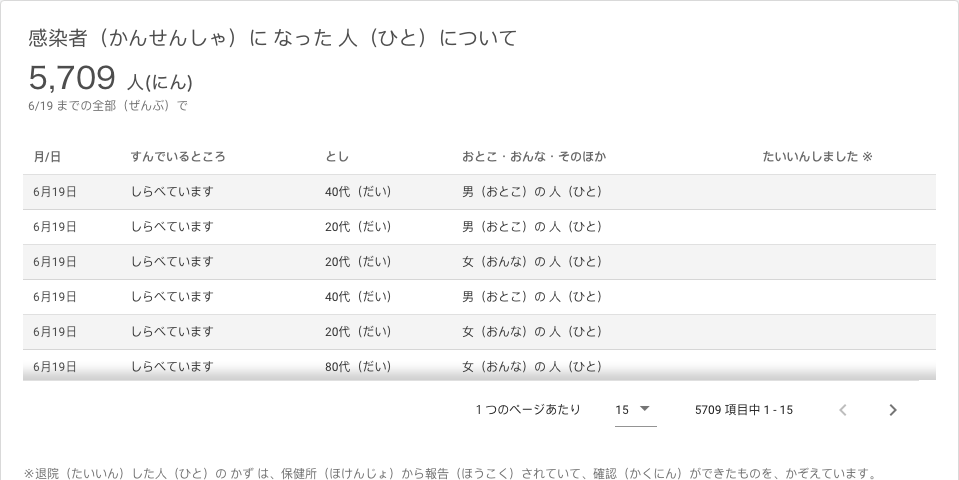 感染者（かんせんしゃ）に なった 人（ひと）について
5,709 人(にん)
6/19 までの全部（ぜんぶ）で
月/日 すんでいるところ とし おとこ・おんな・そのほか たいいんしました ※
6月19日 しらべています 40代（だい） 男（おとこ）の 人（ひと）
6月19日 しらべています 20代（だい） 男（おとこ）の 人（ひと）
6月19日 しらべています 20代（だい） 女（おんな）の 人（ひと）
6月19日 しらべています 40代（だい） 男（おとこ）の 人（ひと）
6月19日 しらべています 20代（だい） 女（おんな）の 人（ひと）
6月19日 しらべています 80代（だい） 女（おんな）の 人（ひと）
1 つのページあたり 15 5709 項目中 1 - 15
※退院（たいいん）した人（ひと）の かず は、保健所（ほけんじょ）から報告（ほうこく）されていて、確認（かくにん）ができたものを、かぞえています。